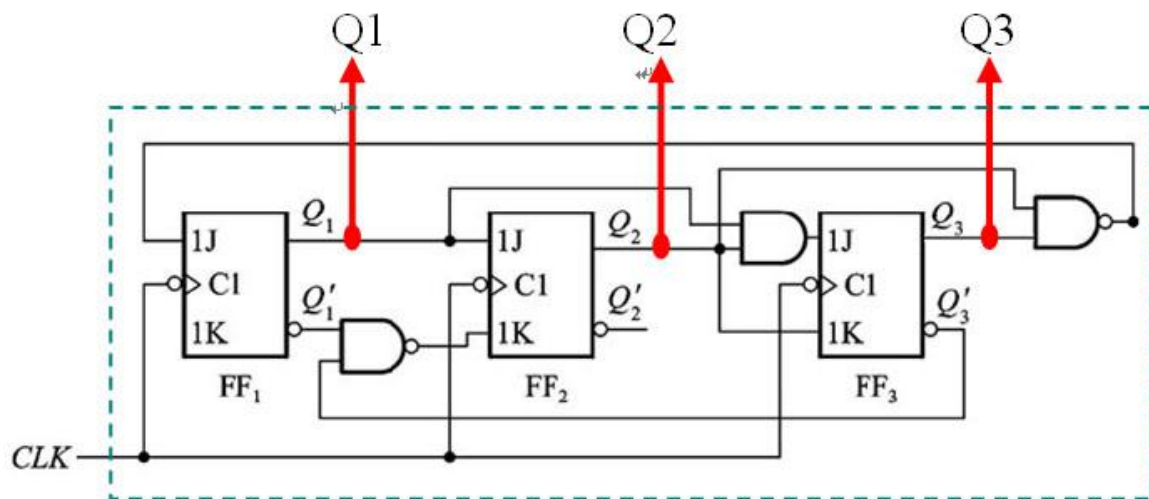 Q1 Q2 Q3
Q₁ Q₂ Q₃
1J 1J 1J
C1 C1 C1
Q₁′ Q₂′ Q₃′
1K 1K 1K
FF₁ FF₂ FF₃
CLK